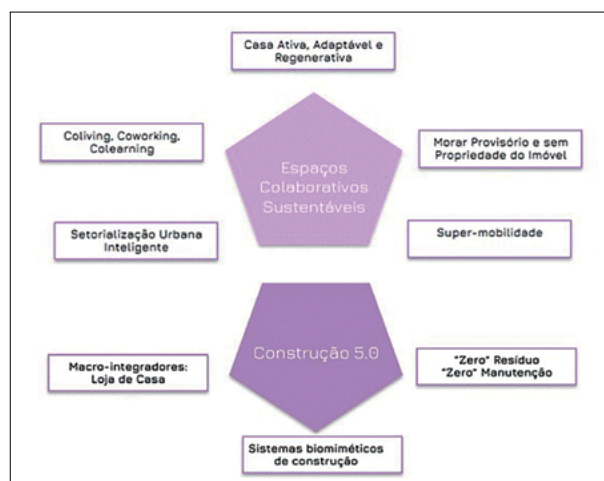 Casa Ativa, Adaptável e
Regenerativa
Coliving, Coworking,
Colearning
Morar Provisório e sem
Propriedade do Imóvel
Espaços
Colaborativos
Sustentáveis
Setorialização Urbana
Inteligente
Super-mobilidade
Construção 5.0
Macro-integradores:
Loja de Casa
"Zero" Resíduo
"Zero" Manutenção
Sistemas biomiméticos
de construção